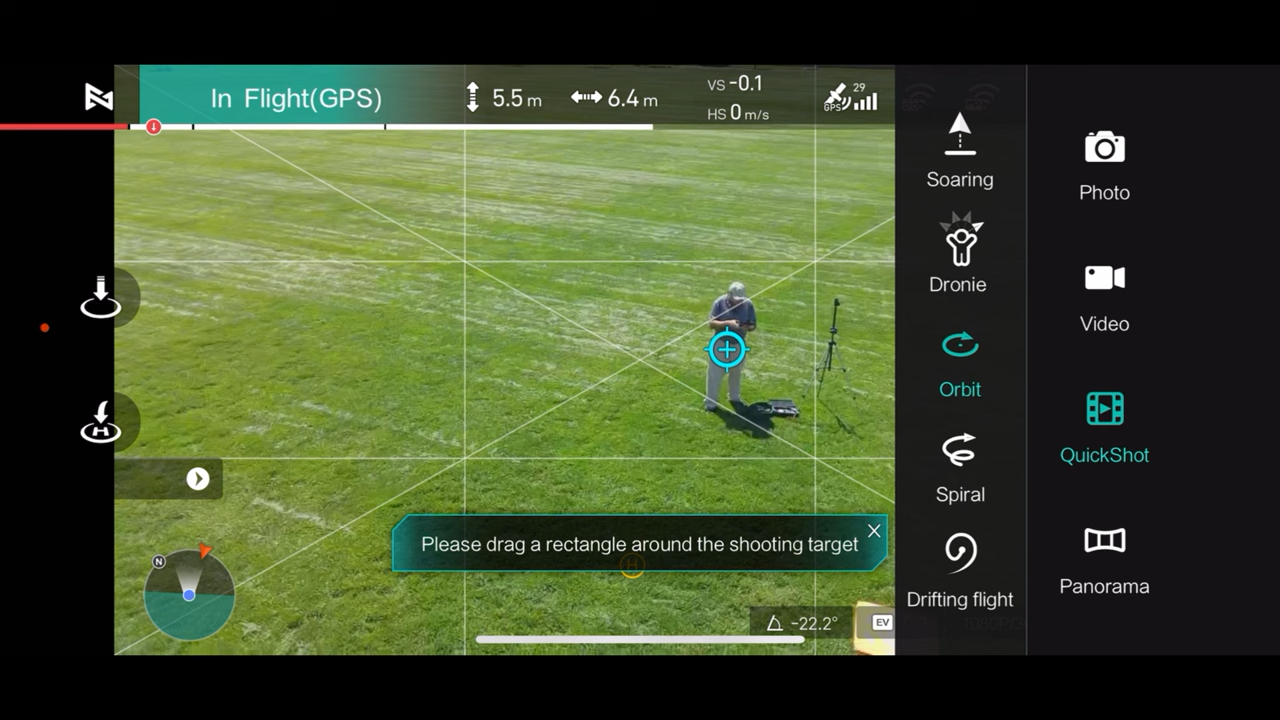 In Flight(GPS)
5.5 m
6.4 m
VS -0.1
HS 0 m/s
GPS
29
Soaring
Dronie
Orbit
Spiral
Drifting flight
Photo
Video
QuickShot
Panorama
H
N
Please drag a rectangle around the shooting target
H
-22.2°
EV